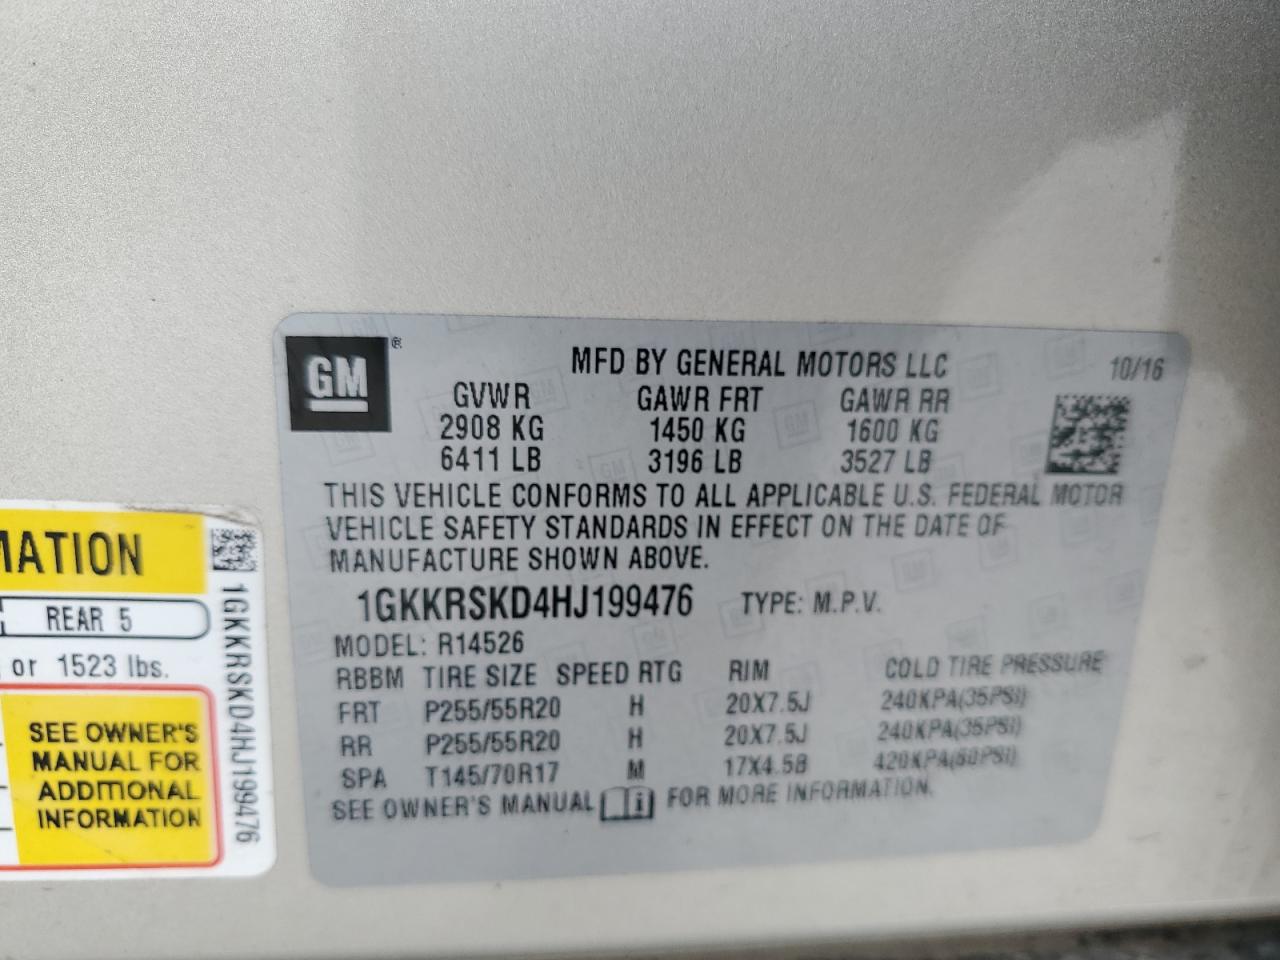 GM ®
MFD BY GENERAL MOTORS LLC 10/16
GVWR GAWR FRT GAWR RR
2908 KG 1450 KG 1600 KG
6411 LB 3196 LB 3527 LB
THIS VEHICLE CONFORMS TO ALL APPLICABLE U.S. FEDERAL MOTOR
VEHICLE SAFETY STANDARDS IN EFFECT ON THE DATE OF
MANUFACTURE SHOWN ABOVE.
1GKKRSKD4HJ199476 TYPE: M.P.V.
MODEL: R14526
RBBM TIRE SIZE SPEED RTG RIM COLD TIRE PRESSURE
FRT P255/55R20 H 20X7.5J 240KPA(35PSI)
RR P255/55R20 H 20X7.5J 240KPA(35PSI)
SPA T145/70R17 M 17X4.5B 420KPA(60PSI)
SEE OWNER'S MANUAL FOR MORE INFORMATION.
MATION
REAR 5
or 1523 lbs.
SEE OWNER'S
MANUAL FOR
ADDITIONAL
INFORMATION
1GKKRSKD4HJ199476